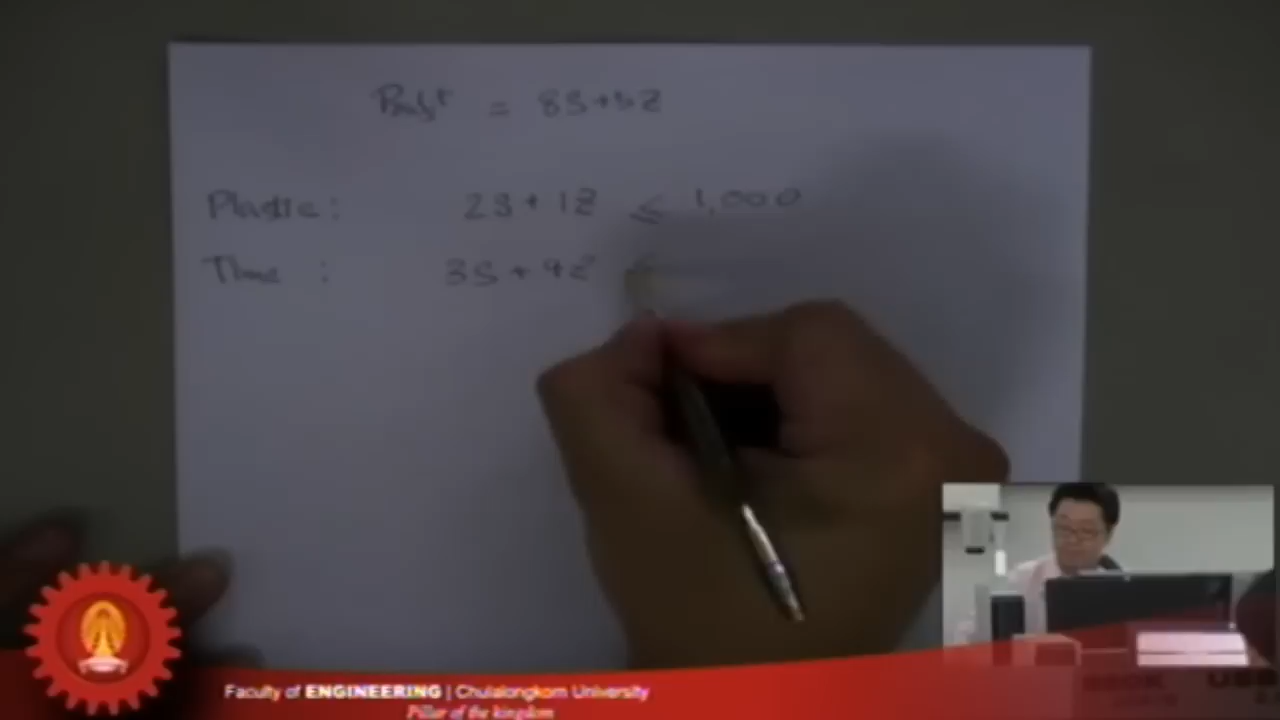 Profit = 8S+5Z
Plastic: 2S + 1Z ≤ 1,000
Time : 3S + 4Z
Faculty of ENGINEERING | Chulalongkorn University
Pillar of the kingdom